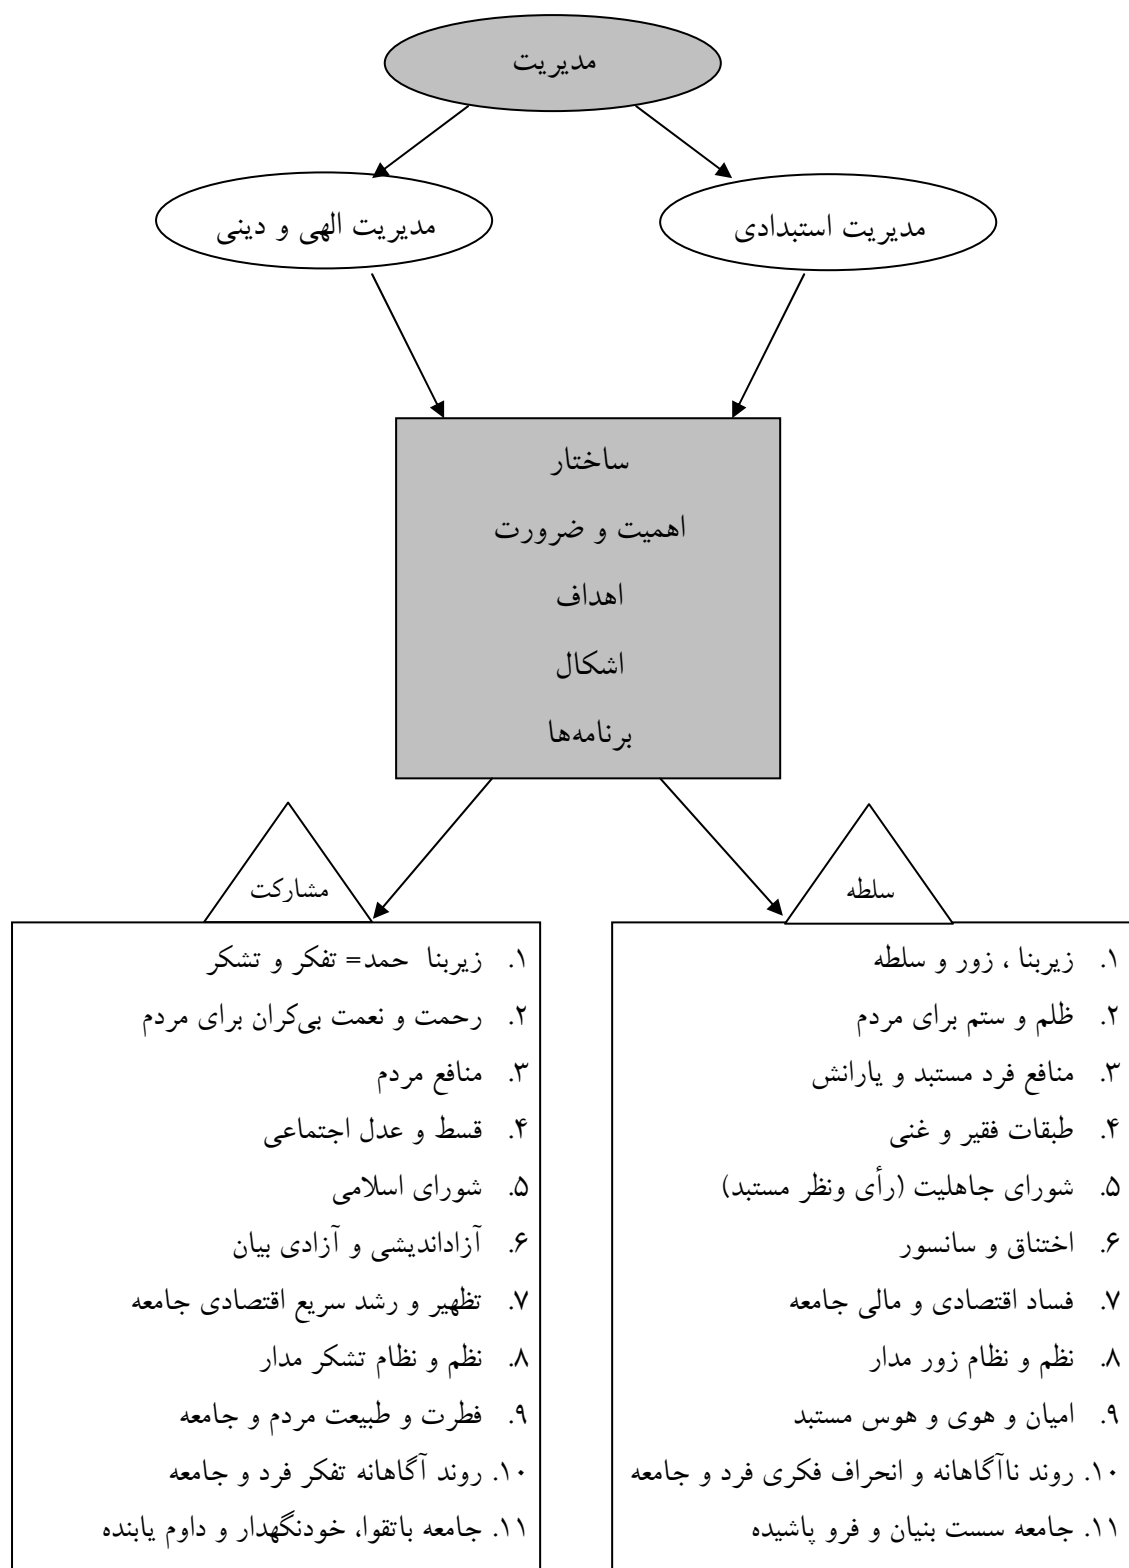 مدیریت
مدیریت استبدادی
مدیریت الهی و دینی
ساختار
اهمیت و ضرورت
اهداف
اشکال
برنامه‌ها
سلطه
۱. زیربنا ، زور و سلطه
۲. ظلم و ستم برای مردم
۳. منافع فرد مستبد و یارانش
۴. طبقات فقیر و غنی
۵. شورای جاهلیت (رأی ونظر مستبد)
۶. اختناق و سانسور
۷. فساد اقتصادی و مالی جامعه
۸. نظم و نظام زور مدار
۹. امیان و هوی و هوس مستبد
۱۰. روند ناآگاهانه و انحراف فکری فرد و جامعه
۱۱. جامعه سست بنیان و فرو پاشیده
مشارکت
۱. زیربنا حمد= تفکر و تشکر
۲. رحمت و نعمت بی‌کران برای مردم
۳. منافع مردم
۴. قسط و عدل اجتماعی
۵. شورای اسلامی
۶. آزاداندیشی و آزادی بیان
۷. تظهیر و رشد سریع اقتصادی جامعه
۸. نظم و نظام تشکر مدار
۹. فطرت و طبیعت مردم و جامعه
۱۰. روند آگاهانه تفکر فرد و جامعه
۱۱. جامعه باتقوا، خودنگهدار و داوم یابنده